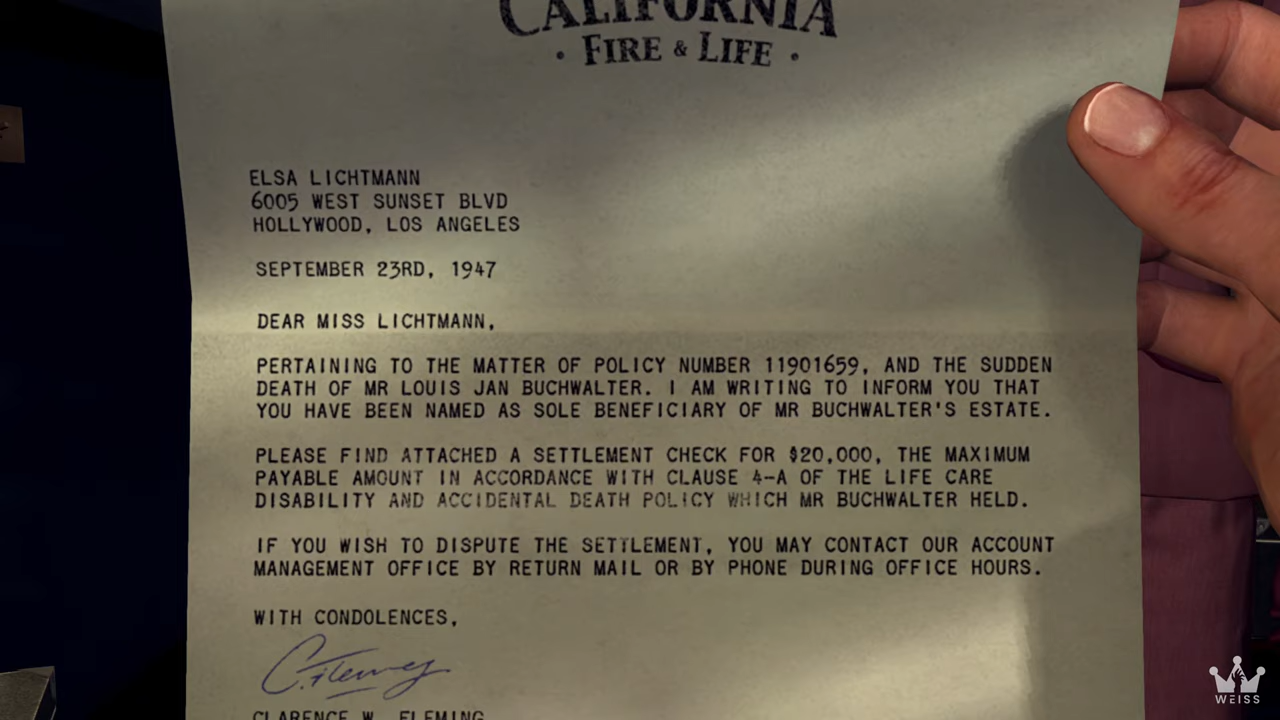 CALIFORNIA
· FIRE & LIFE ·
ELSA LICHTMANN
6005 WEST SUNSET BLVD
HOLLYWOOD, LOS ANGELES
SEPTEMBER 23RD, 1947
DEAR MISS LICHTMANN,
PERTAINING TO THE MATTER OF POLICY NUMBER 11901659, AND THE SUDDEN
DEATH OF MR LOUIS JAN BUCHWALTER. I AM WRITING TO INFORM YOU THAT
YOU HAVE BEEN NAMED AS SOLE BENEFICIARY OF MR BUCHWALTER'S ESTATE.
PLEASE FIND ATTACHED A SETTLEMENT CHECK FOR $20,000, THE MAXIMUM
PAYABLE AMOUNT IN ACCORDANCE WITH CLAUSE 4-A OF THE LIFE CARE
DISABILITY AND ACCIDENTAL DEATH POLICY WHICH MR BUCHWALTER HELD.
IF YOU WISH TO DISPUTE THE SETTLEMENT, YOU MAY CONTACT OUR ACCOUNT
MANAGEMENT OFFICE BY RETURN MAIL OR BY PHONE DURING OFFICE HOURS.
WITH CONDOLENCES,
C. Flemey
CLARENCE W. FLEMING
WEISS